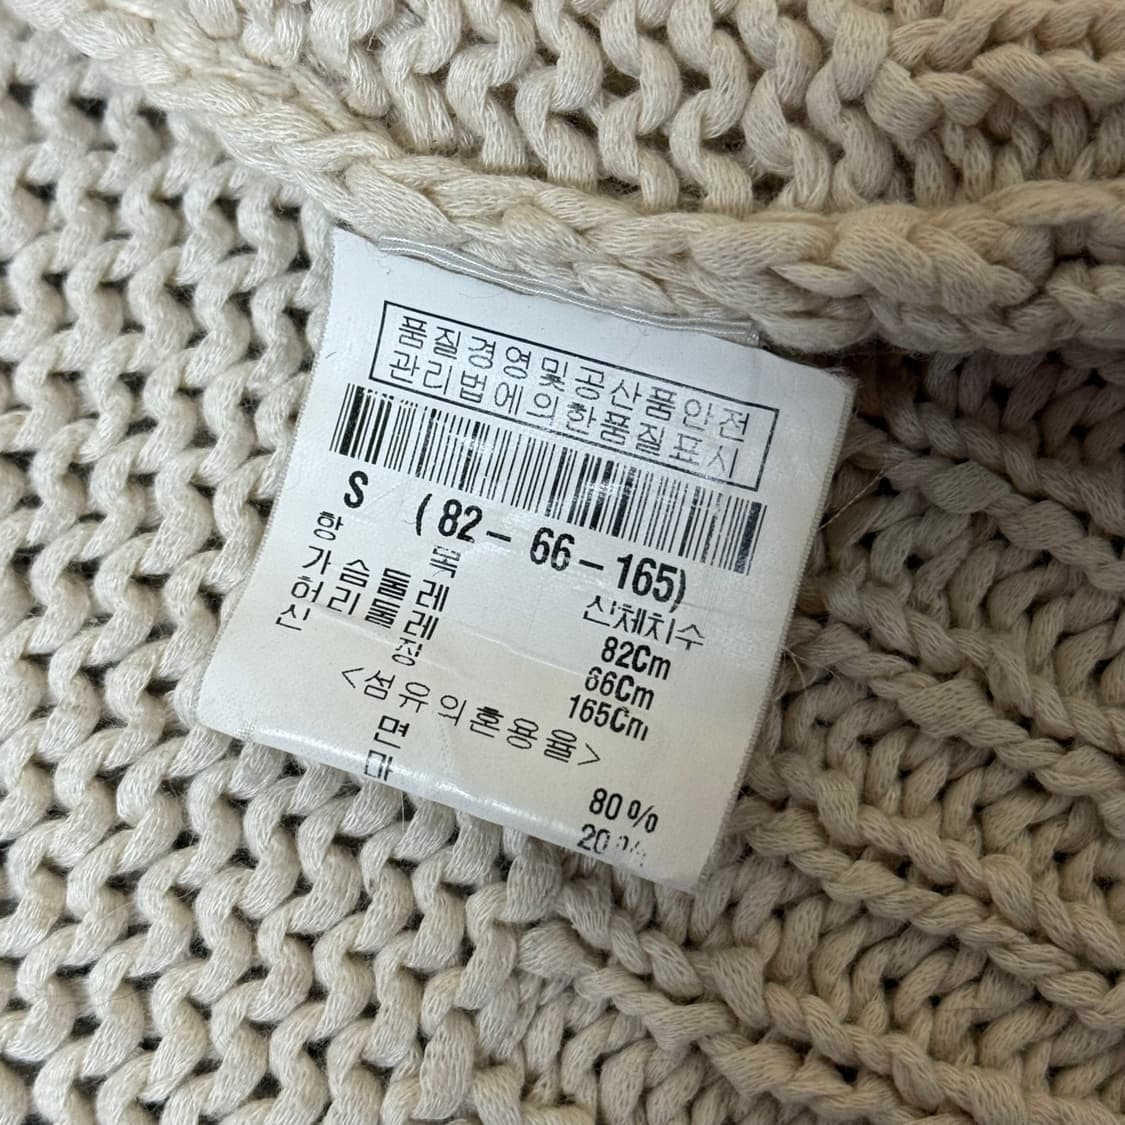 품질경영및공산품안전
관리법에의한품질표시
S (82-66-165)
항 목 신체치수
가슴둘레 82Cm
허리둘레 66Cm
신 장 165Cm
<섬유의혼용율>
면 80%
마 20%